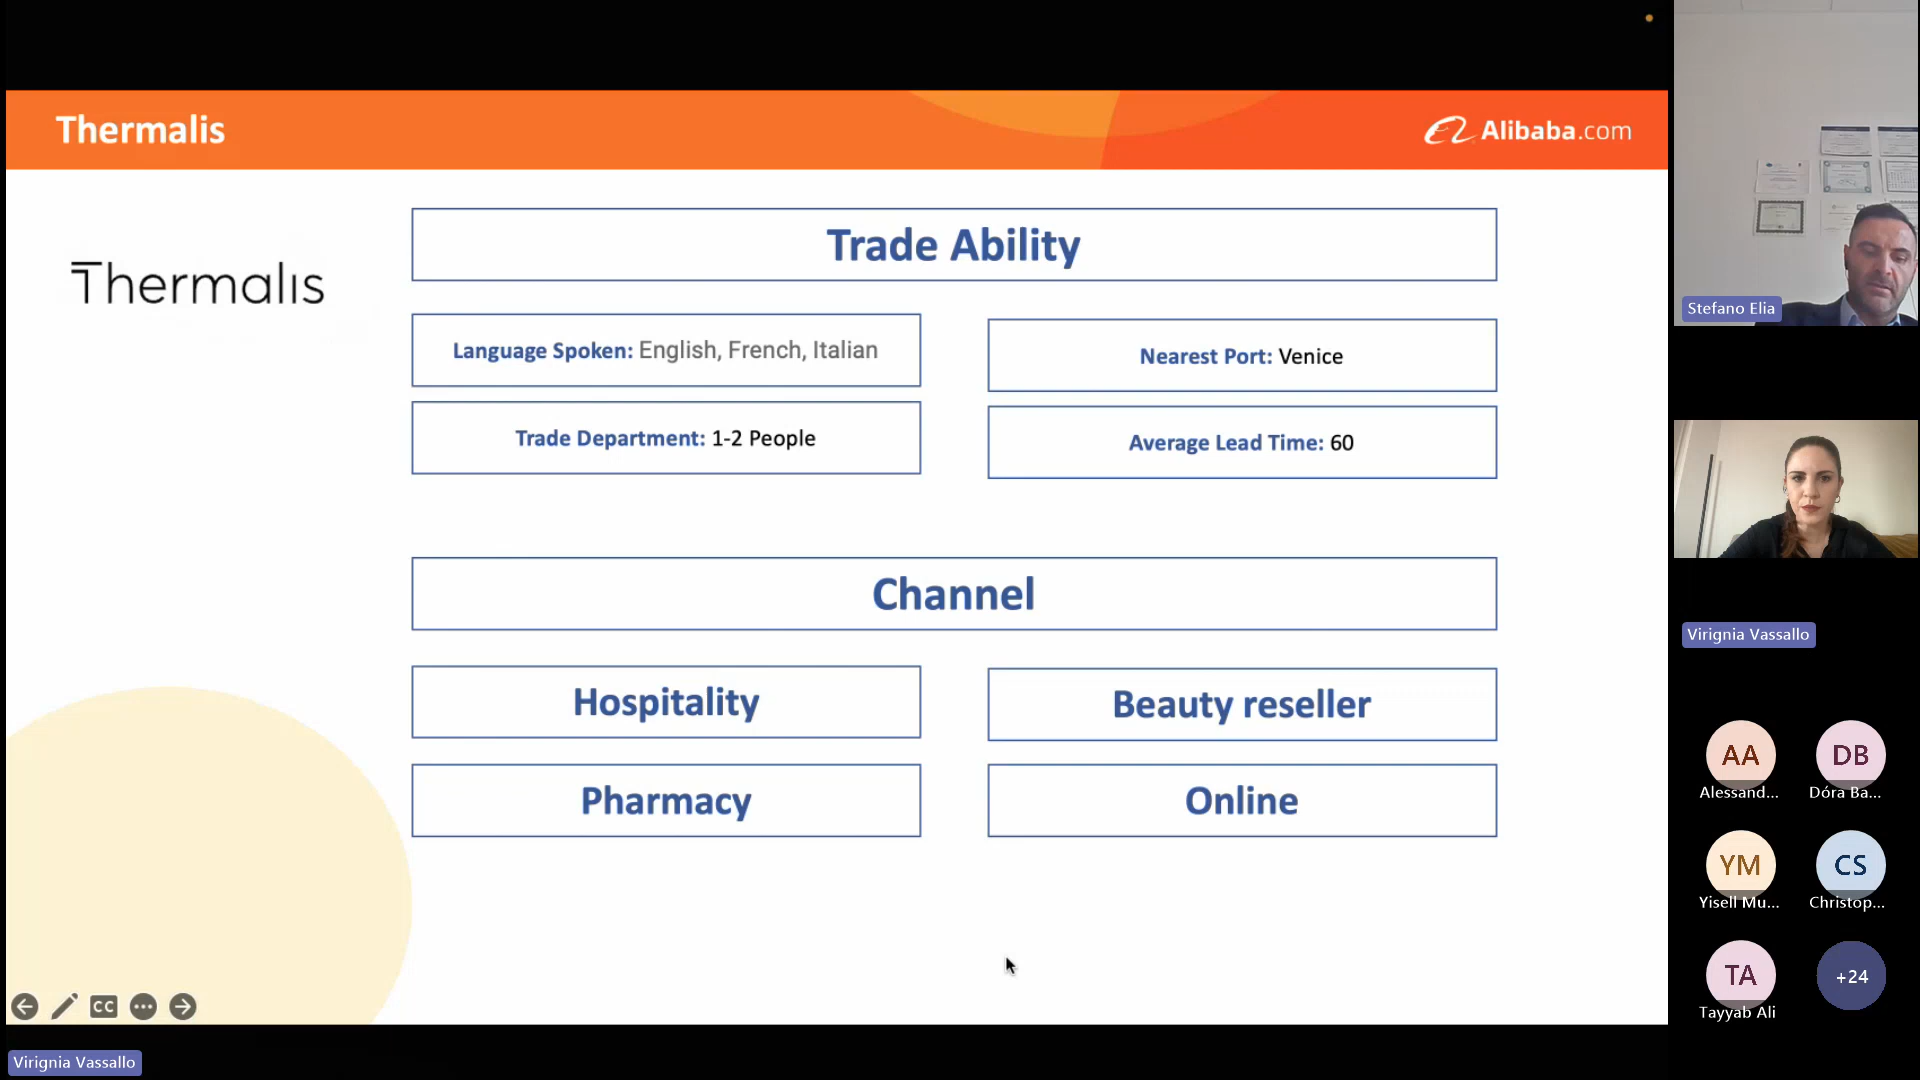 Thermalis
Alibaba.com
Thermalis
Trade Ability
Language Spoken: English, French, Italian
Nearest Port: Venice
Trade Department: 1-2 People
Average Lead Time: 60
Channel
Hospitality
Beauty reseller
Pharmacy
Online
CC
Virignia Vassallo
Stefano Elia
Virignia Vassallo
AA
Alessand...
DB
Dóra Ba...
YM
Yisell Mu...
CS
Christop...
TA
Tayyab Ali
+24